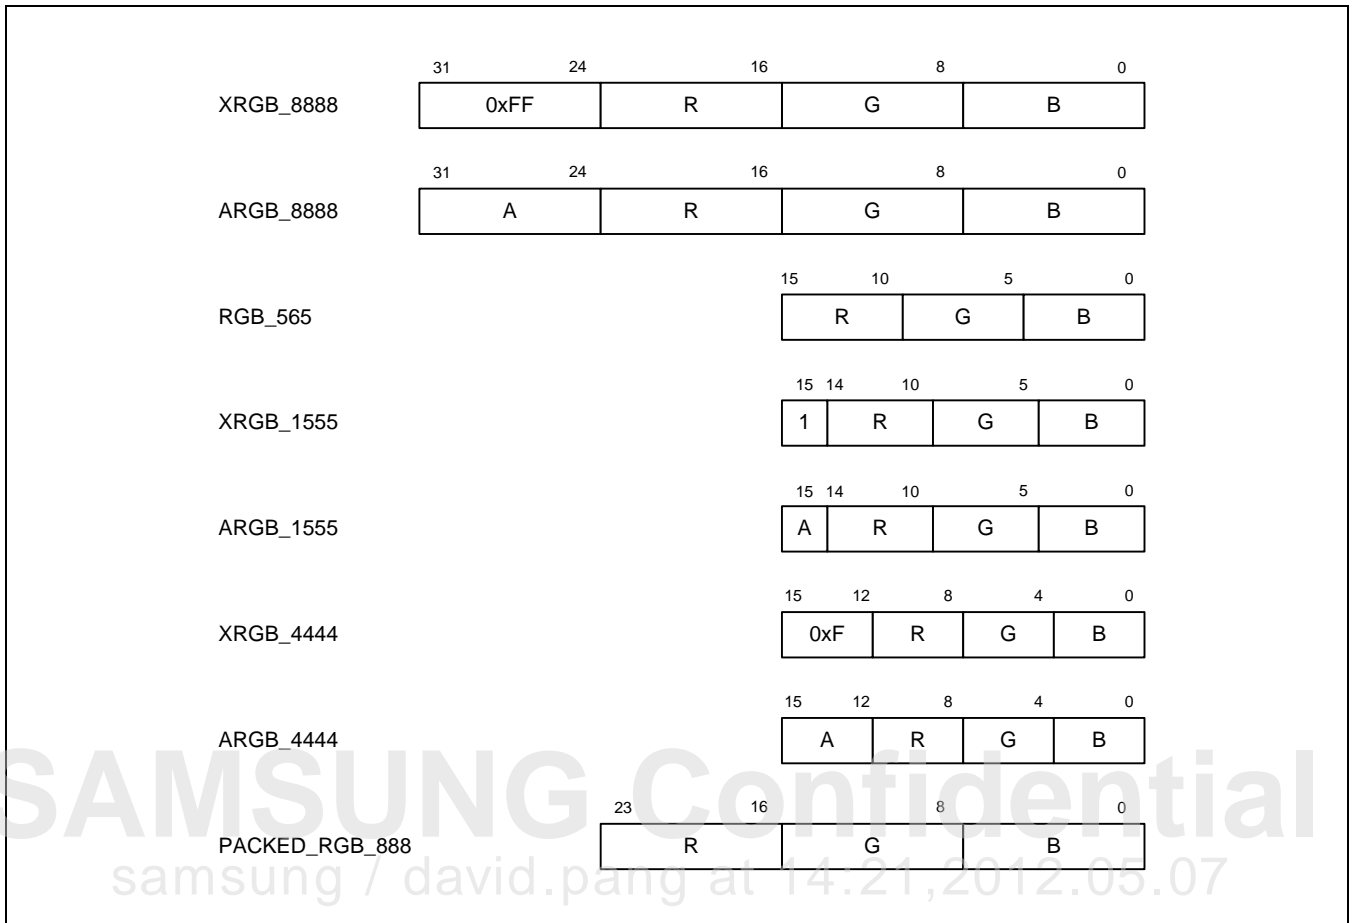 31 24 16 8 0
XRGB_8888 0xFF R G B
31 24 16 8 0
ARGB_8888 A R G B
15 10 5 0
RGB_565 R G B
15 14 10 5 0
XRGB_1555 1 R G B
15 14 10 5 0
ARGB_1555 A R G B
15 12 8 4 0
XRGB_4444 0xF R G B
15 12 8 4 0
ARGB_4444 A R G B
SAMSUNG Confidential
23 16 8 0
PACKED_RGB_888 R G B
samsung / david.pang at 14:21,2012.05.07